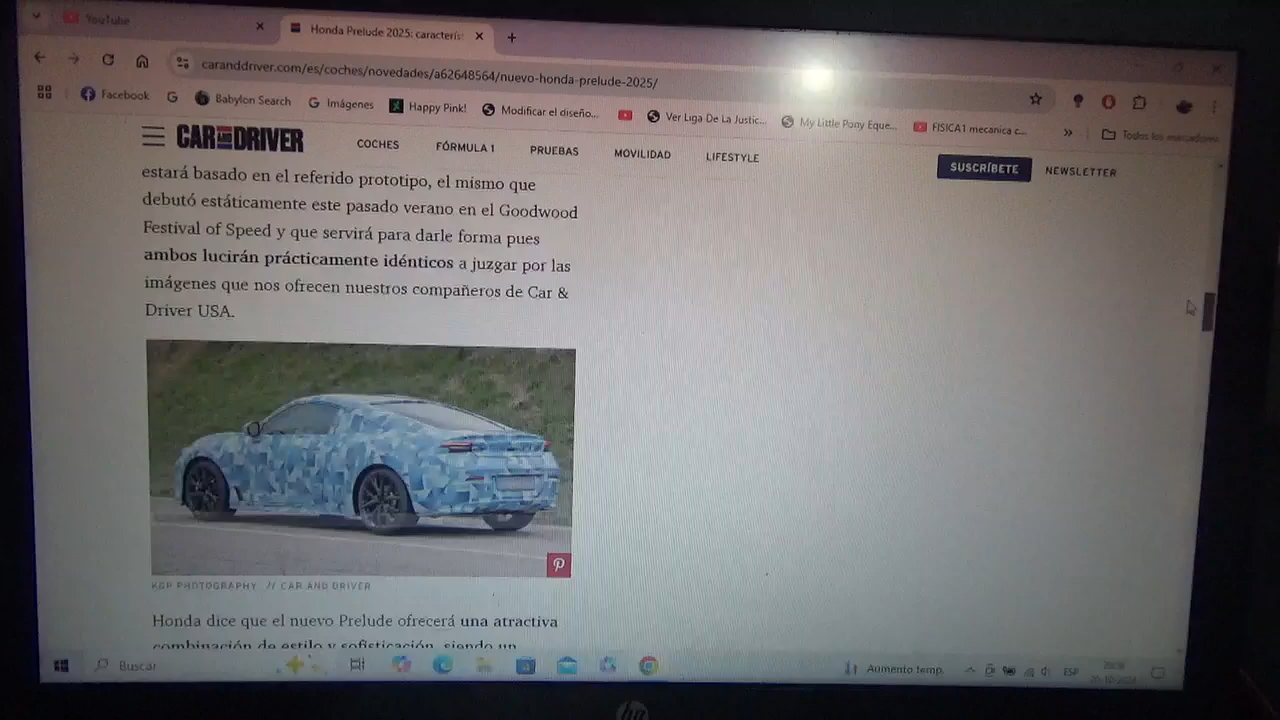 YouTube
Honda Prelude 2025: caracterís
caranddriver.com/es/coches/novedades/a62648564/nuevo-honda-prelude-2025/
Facebook
Babylon Search
Imágenes
Happy Pink!
Modificar el diseño...
Ver Liga De La Justic...
My Little Pony Eque...
FISICA1 mecanica c...
Todos los marcadores
CAR AND DRIVER
COCHES
FÓRMULA 1
PRUEBAS
MOVILIDAD
LIFESTYLE
SUSCRÍBETE
NEWSLETTER
estará basado en el referido prototipo, el mismo que
debutó estáticamente este pasado verano en el Goodwood
Festival of Speed y que servirá para darle forma pues
ambos lucirán prácticamente idénticos a juzgar por las
imágenes que nos ofrecen nuestros compañeros de Car &
Driver USA.
KGP PHOTOGRAPHY // CAR AND DRIVER
Honda dice que el nuevo Prelude ofrecerá una atractiva
combinación de estilo y sofisticación, siendo un
Buscar
Aumento temp.
ESP
hp